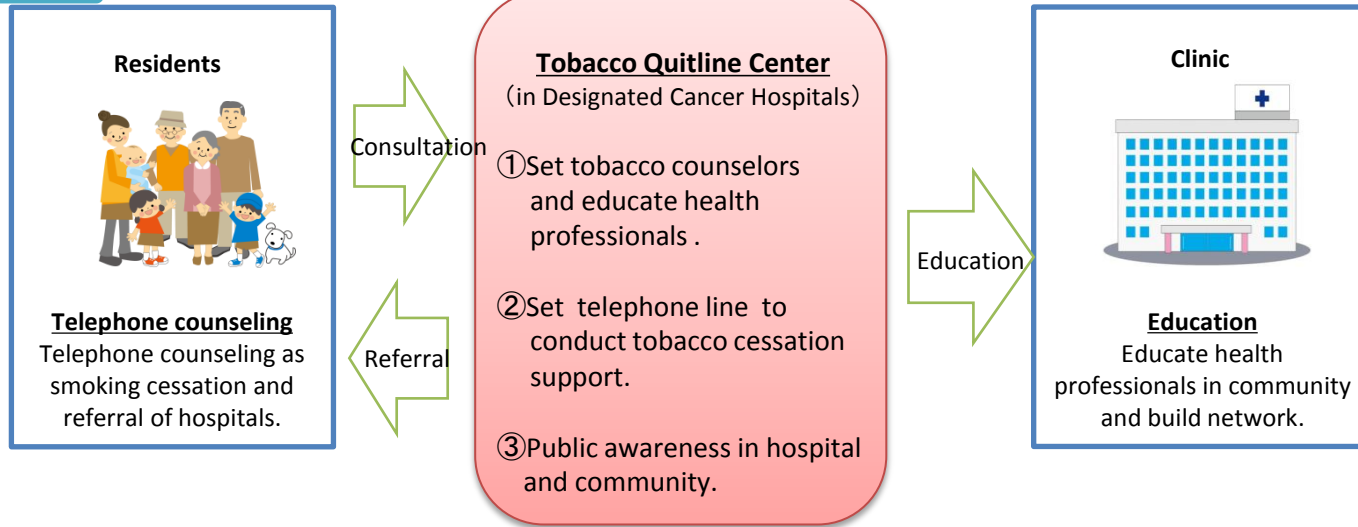 Residents
Telephone counseling
Telephone counseling as
smoking cessation and
referral of hospitals.
Consultation
Referral
Tobacco Quitline Center
（in Designated Cancer Hospitals）
①Set tobacco counselors
and educate health
professionals .
②Set telephone line to
conduct tobacco cessation
support.
③Public awareness in hospital
and community.
Education
Clinic
Education
Educate health
professionals in community
and build network.